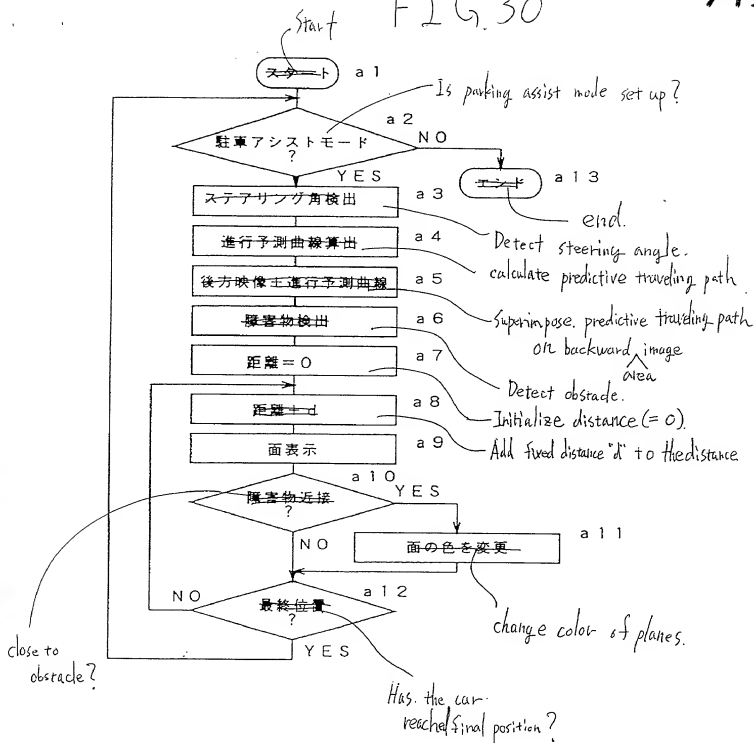 FIG. 30
Start
スタート a1
Is parking assist mode set up?
a2
駐車アシストモード
?
NO
YES
エンド a13
end.
ステアリング角検出 a3
Detect steering angle.
進行予測曲線算出 a4
calculate predictive traveling path
後方映像＋進行予測曲線 a5
Superimpose predictive traveling path
on backward image
area
障害物検出 a6
Detect obstacle.
距離＝0 a7
Initialize distance (= 0).
距離＋d a8
Add fixed distance "d" to the distance
面表示 a9
a10
障害物近接
?
YES
NO
close to
obstacle?
a11
面の色を変更
change color of planes.
NO
a12
最終位置
?
YES
Has the car
reached final position?